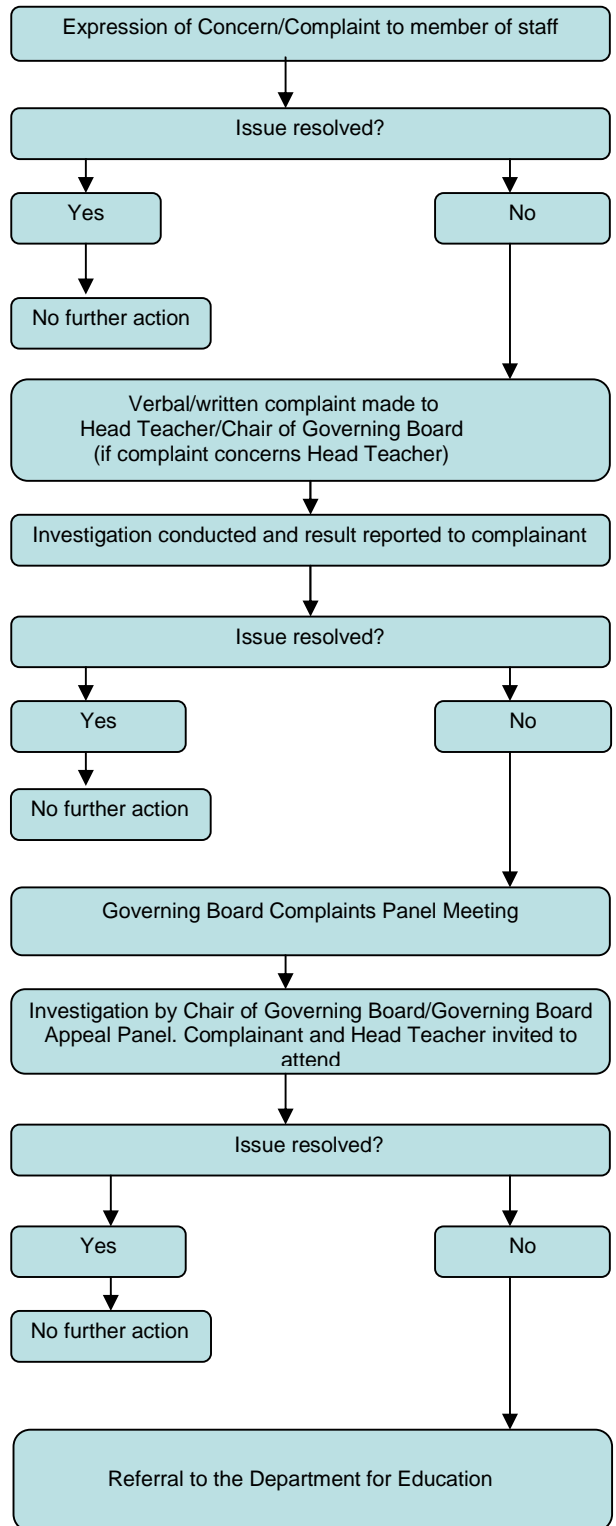 Expression of Concern/Complaint to member of staff
Issue resolved?
Yes
No
No further action
Verbal/written complaint made to
Head Teacher/Chair of Governing Board
(if complaint concerns Head Teacher)
Investigation conducted and result reported to complainant
Issue resolved?
Yes
No
No further action
Governing Board Complaints Panel Meeting
Investigation by Chair of Governing Board/Governing Board
Appeal Panel. Complainant and Head Teacher invited to
attend
Issue resolved?
Yes
No
No further action
Referral to the Department for Education